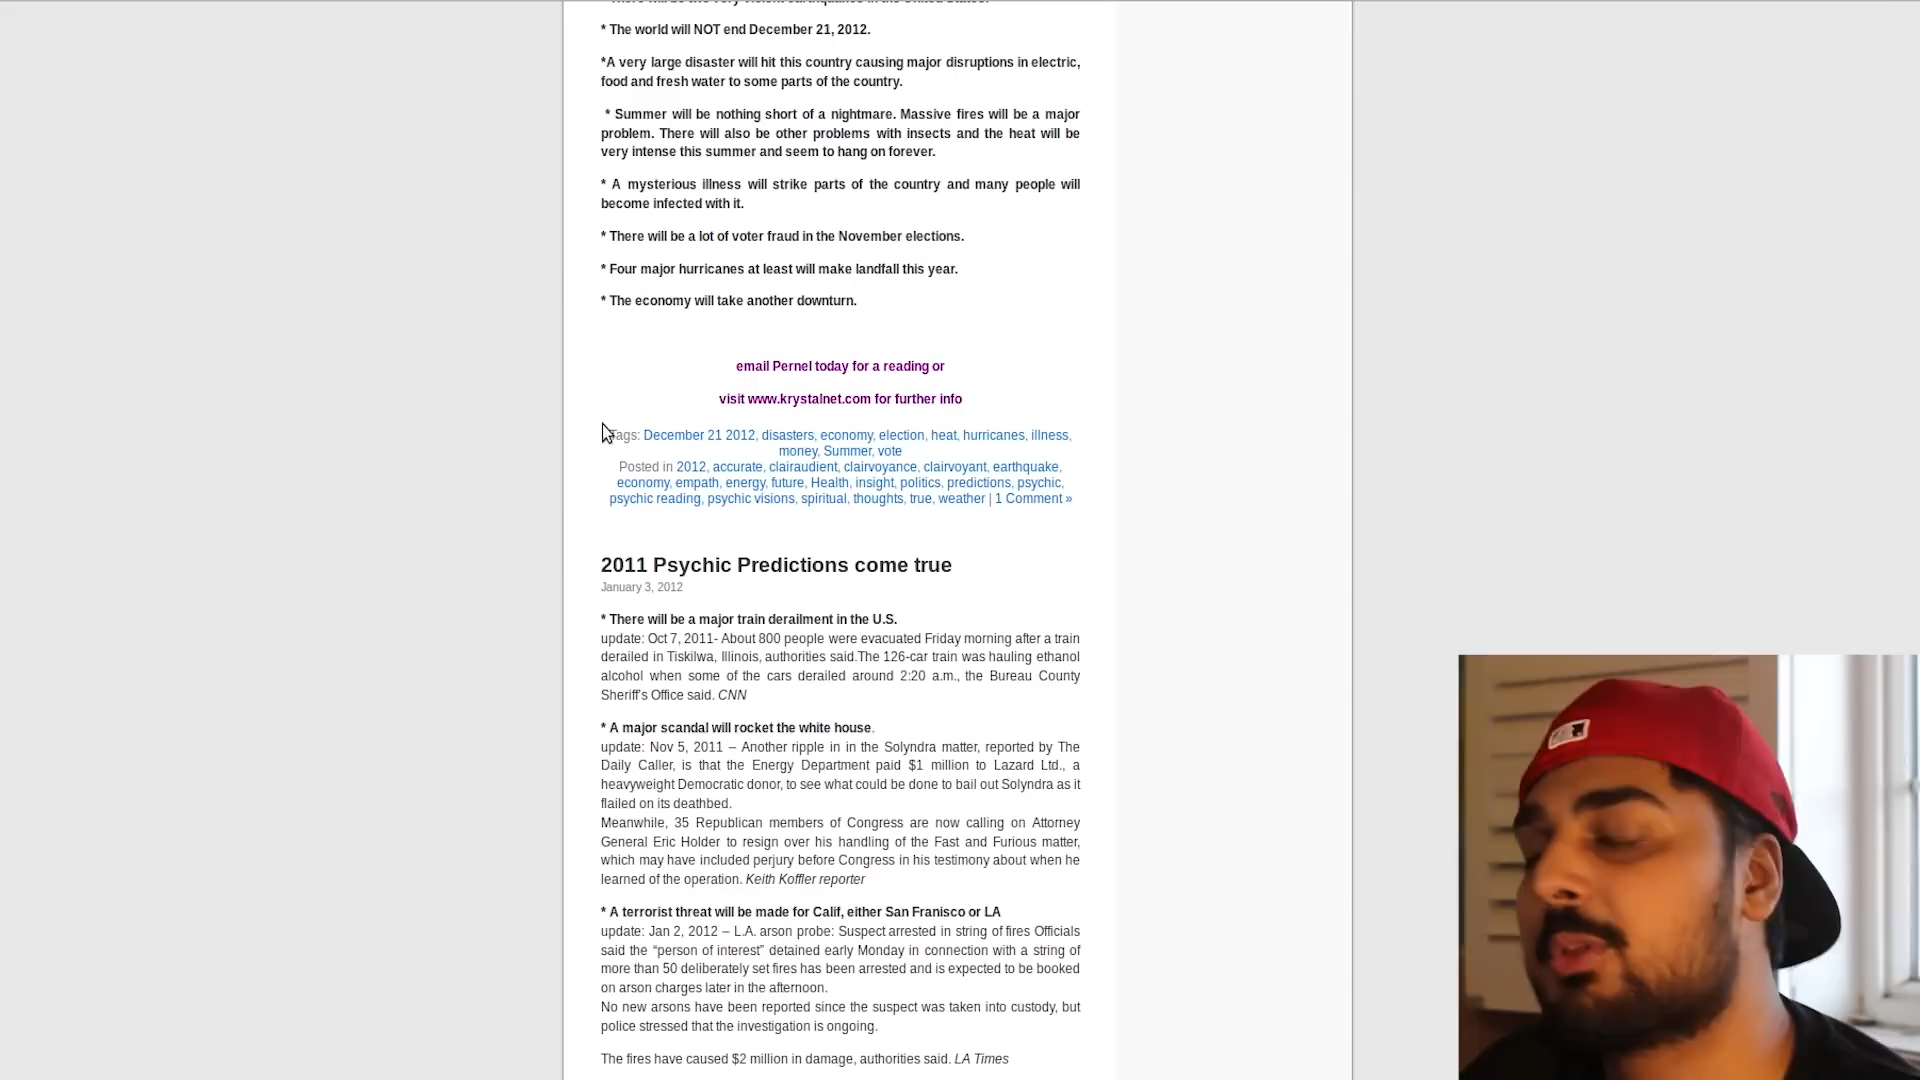 * The world will NOT end December 21, 2012.
*A very large disaster will hit this country causing major disruptions in electric,
food and fresh water to some parts of the country.
* Summer will be nothing short of a nightmare. Massive fires will be a major
problem. There will also be other problems with insects and the heat will be
very intense this summer and seem to hang on forever.
* A mysterious illness will strike parts of the country and many people will
become infected with it.
* There will be a lot of voter fraud in the November elections.
* Four major hurricanes at least will make landfall this year.
* The economy will take another downturn.
email Pernel today for a reading or
visit www.krystalnet.com for further info
Tags: December 21 2012, disasters, economy, election, heat, hurricanes, illness,
money, Summer, vote
Posted in 2012, accurate, clairaudient, clairvoyance, clairvoyant, earthquake,
economy, empath, energy, future, Health, insight, politics, predictions, psychic,
psychic reading, psychic visions, spiritual, thoughts, true, weather | 1 Comment »
2011 Psychic Predictions come true
January 3, 2012
* There will be a major train derailment in the U.S.
update: Oct 7, 2011- About 800 people were evacuated Friday morning after a train
derailed in Tiskilwa, Illinois, authorities said.The 126-car train was hauling ethanol
alcohol when some of the cars derailed around 2:20 a.m., the Bureau County
Sheriff's Office said. CNN
* A major scandal will rocket the white house.
update: Nov 5, 2011 – Another ripple in in the Solyndra matter, reported by The
Daily Caller, is that the Energy Department paid $1 million to Lazard Ltd., a
heavyweight Democratic donor, to see what could be done to bail out Solyndra as it
flailed on its deathbed.
Meanwhile, 35 Republican members of Congress are now calling on Attorney
General Eric Holder to resign over his handling of the Fast and Furious matter,
which may have included perjury before Congress in his testimony about when he
learned of the operation. Keith Koffler reporter
* A terrorist threat will be made for Calif, either San Franisco or LA
update: Jan 2, 2012 – L.A. arson probe: Suspect arrested in string of fires Officials
said the “person of interest” detained early Monday in connection with a string of
more than 50 deliberately set fires has been arrested and is expected to be booked
on arson charges later in the afternoon.
No new arsons have been reported since the suspect was taken into custody, but
police stressed that the investigation is ongoing.
The fires have caused $2 million in damage, authorities said. LA Times